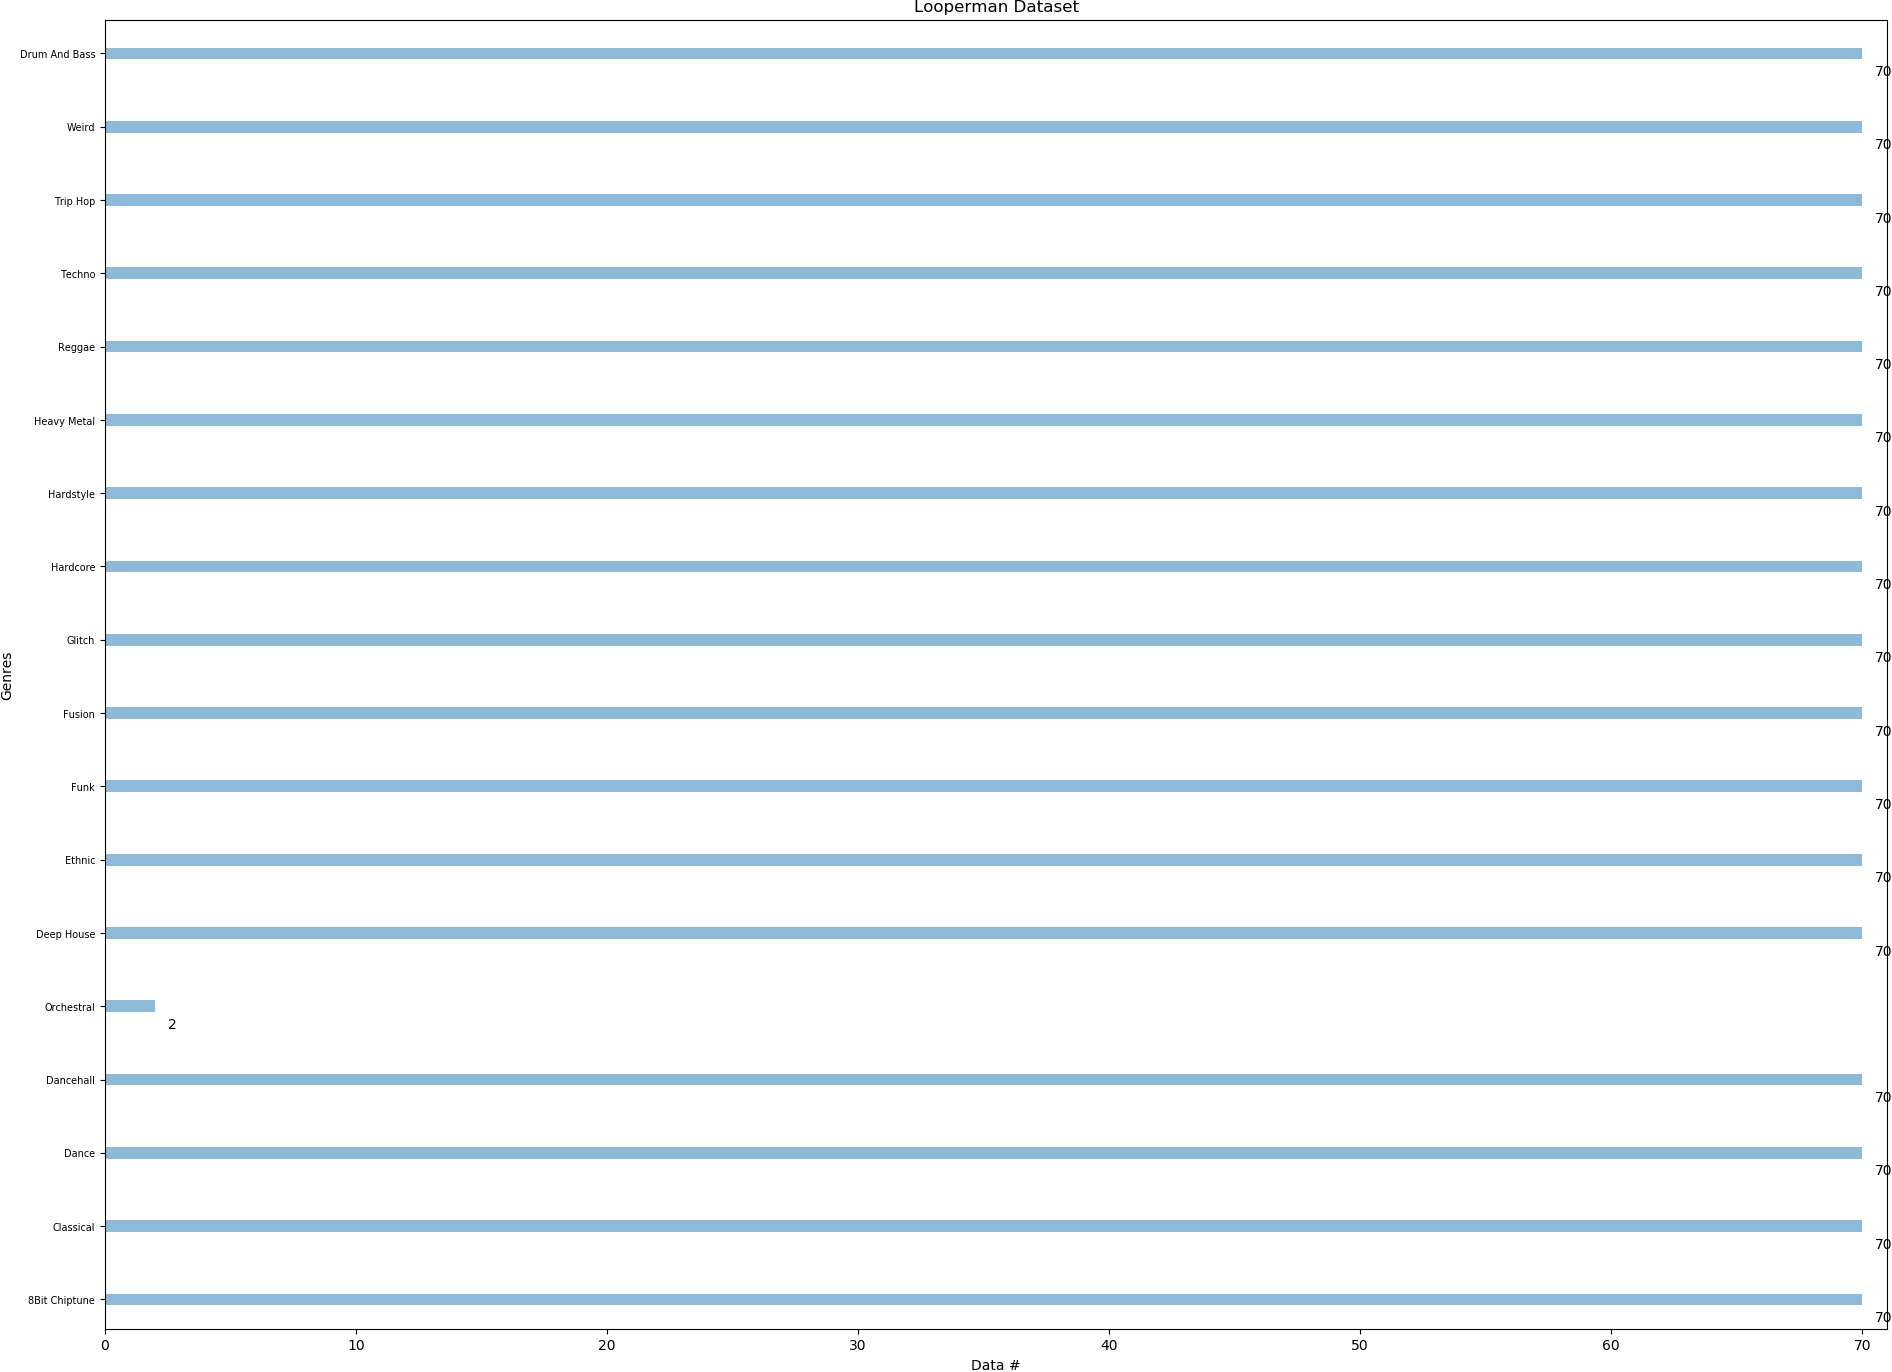 Looperman Dataset
Drum And Bass
70
Weird
70
Trip Hop
70
Techno
70
Reggae
70
Heavy Metal
70
Hardstyle
70
Hardcore
70
Glitch
70
Genres
Fusion
70
Funk
70
Ethnic
70
Deep House
70
Orchestral
2
Dancehall
70
Dance
70
Classical
70
8Bit Chiptune
70
0 10 20 30 40 50 60 70
Data #